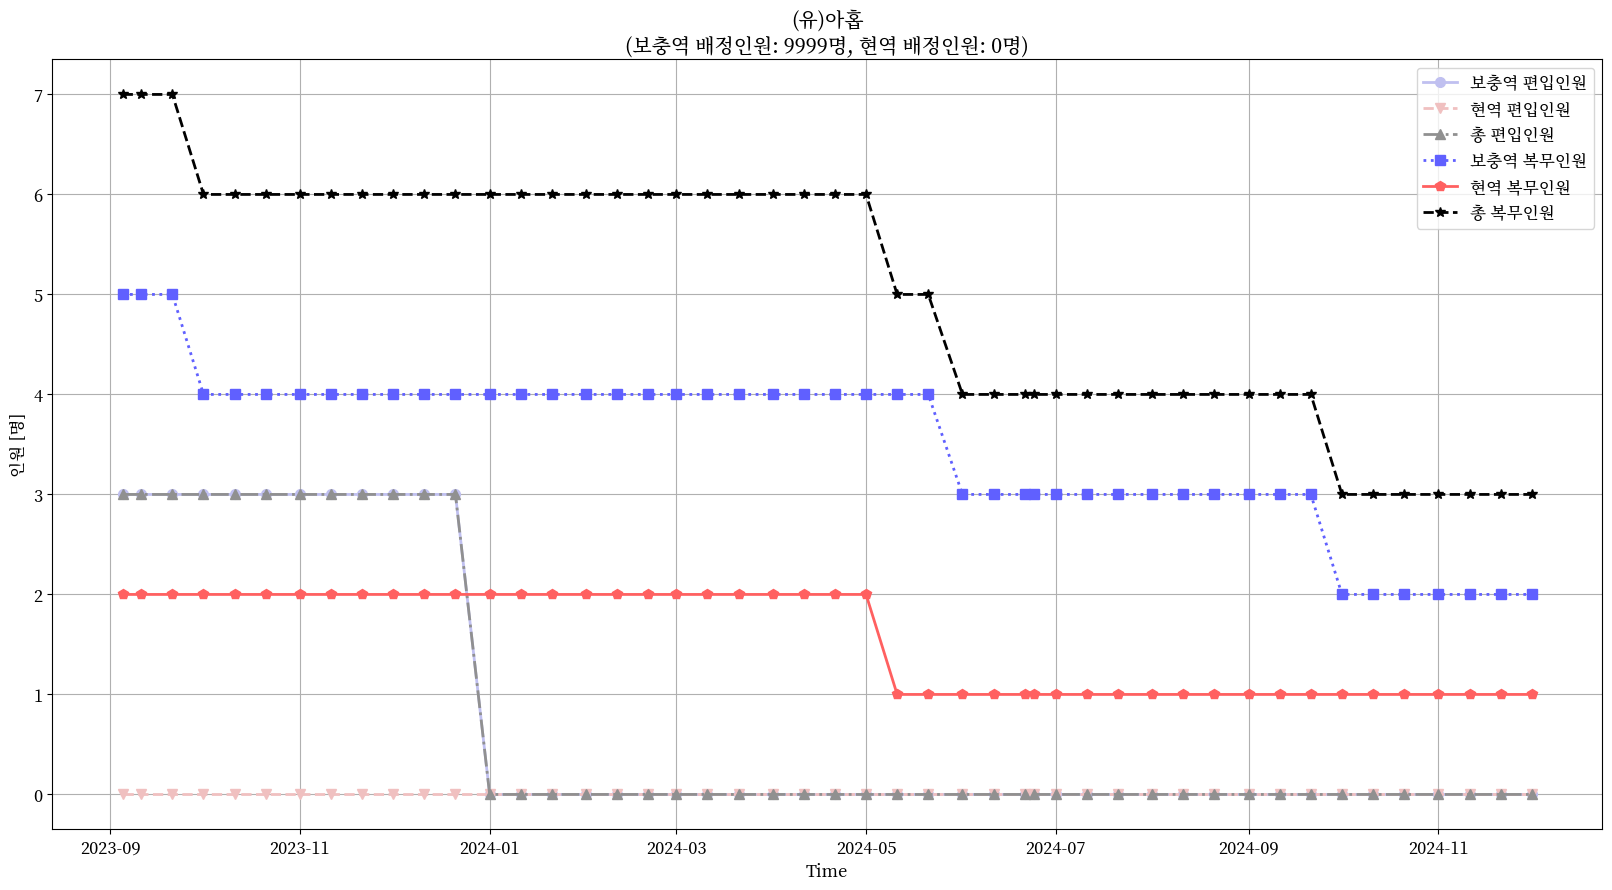 (유)아홉
(보충역 배정인원: 9999명, 현역 배정인원: 0명)
보충역 편입인원
현역 편입인원
총 편입인원
보충역 복무인원
현역 복무인원
총 복무인원
인원 [명]
7
6
5
4
3
2
1
0
2023-09
2023-11
2024-01
2024-03
2024-05
2024-07
2024-09
2024-11
Time